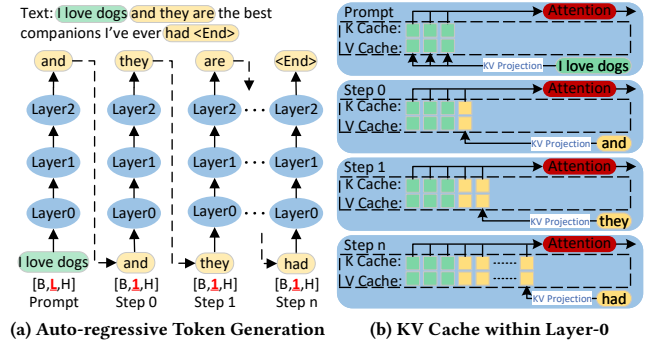 Text: I love dogs and they are the best
companions I've ever had <End>
and they are <End>
Layer2 Layer2 Layer2 ... Layer2
Layer1 Layer1 Layer1 ... Layer1
Layer0 Layer0 Layer0 ... Layer0
I love dogs and they had
[B,L,H] [B,1,H] [B,1,H] [B,1,H]
Prompt Step 0 Step 1 Step n
(a) Auto-regressive Token Generation
Prompt Attention
K Cache:
V Cache:
KV Projection I love dogs
Step 0 Attention
K Cache:
V Cache:
KV Projection and
Step 1 Attention
K Cache:
V Cache:
KV Projection they
Step n Attention
K Cache:
V Cache:
KV Projection had
(b) KV Cache within Layer-0